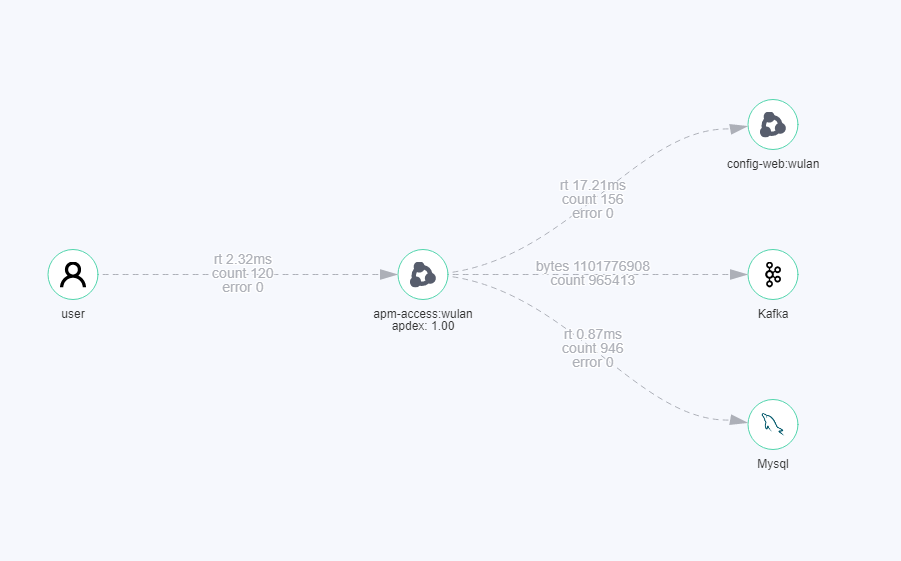 config-web:wulan
rt 17.21ms
count 156
error 0
rt 2.32ms
count 120
error 0
user
apm-access:wulan
apdex: 1.00
bytes 1101776908
count 965413
Kafka
rt 0.87ms
count 946
error 0
Mysql